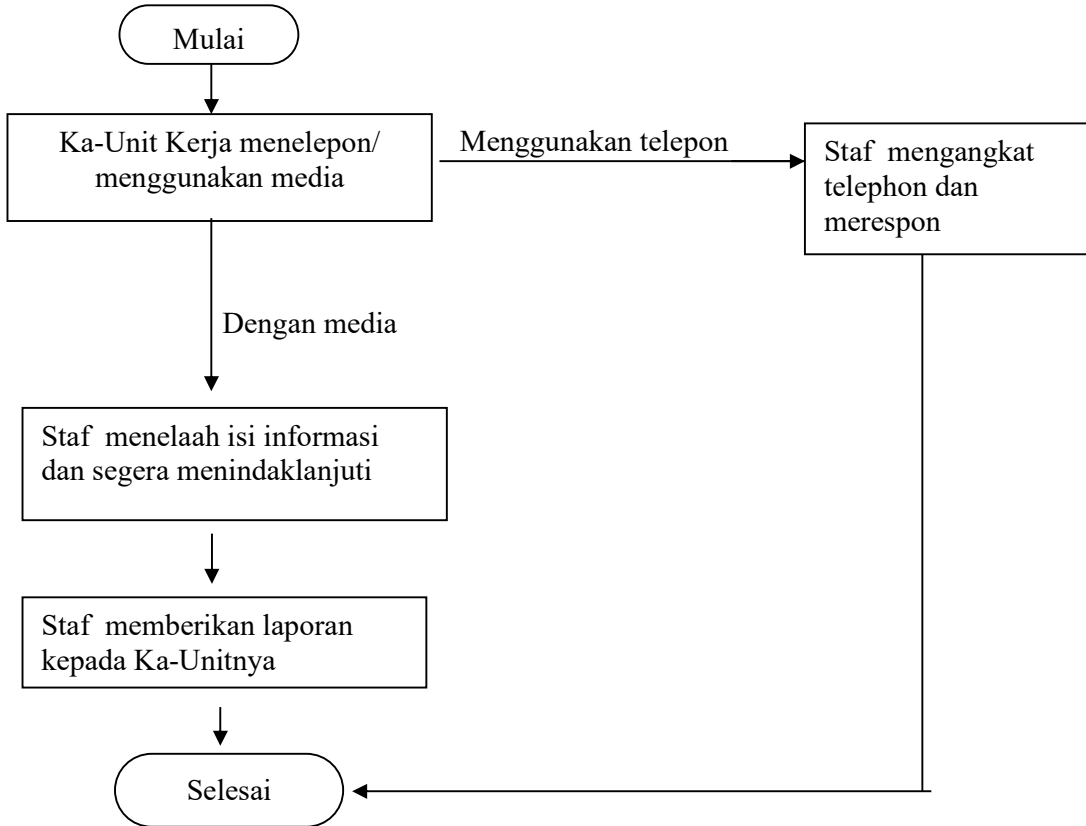 Mulai
Ka-Unit Kerja menelepon/
menggunakan media
Menggunakan telepon
Staf mengangkat
telephon dan
merespon
Dengan media
Staf menelaah isi informasi
dan segera menindaklanjuti
Staf memberikan laporan
kepada Ka-Unitnya
Selesai